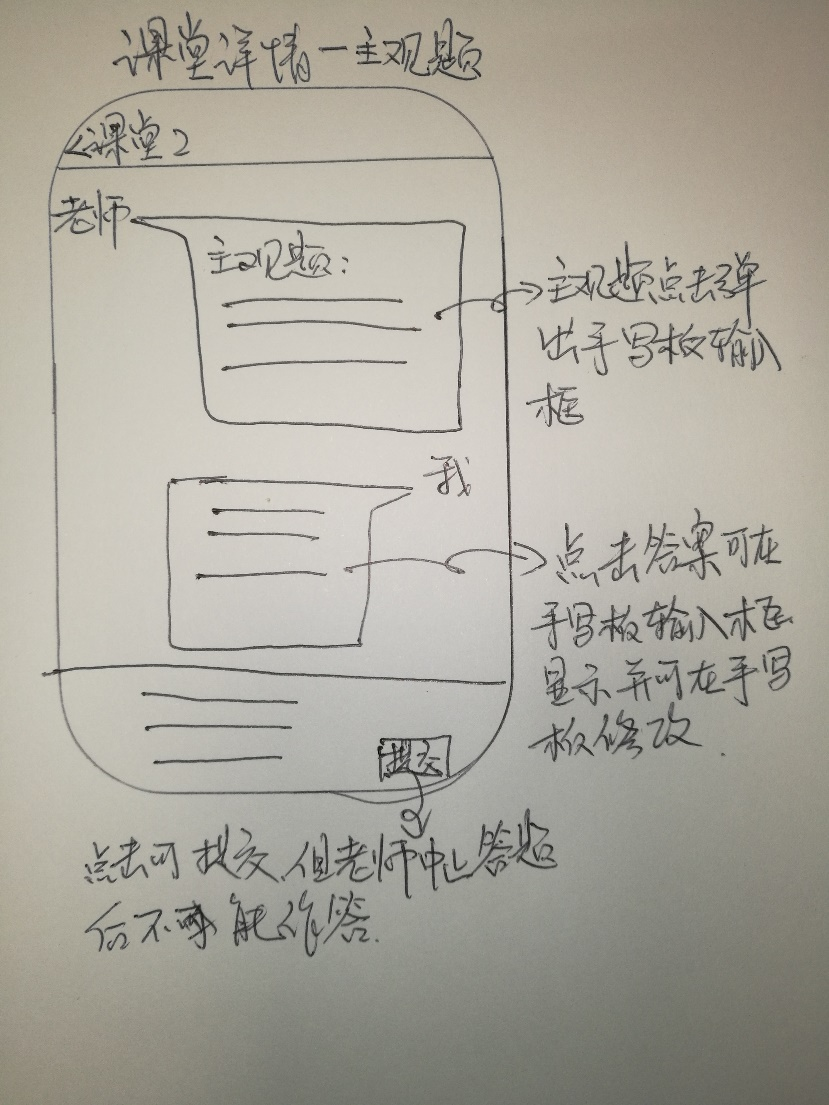 课堂详情一主观题
<课堂2
老师
主观题:
主观题点击弹
出手写板输入
框
我
点击答案可在
手写板输入框
显示并可在手写
板修改.
提交
点击可提交,但老师中止答题
后不能作答.